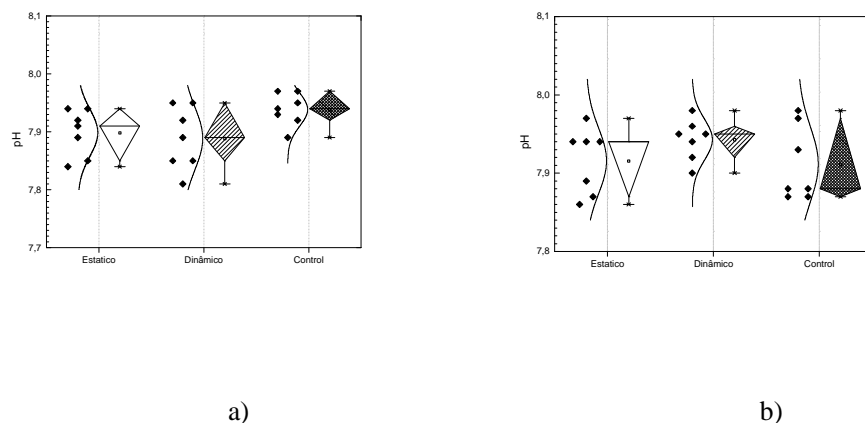 8,1
8,0
7,9
7,8
7,7
pH
Estatico Dinâmico Control
8,1
8,0
7,9
7,8
pH
Estatico Dinâmico Control
a) b)